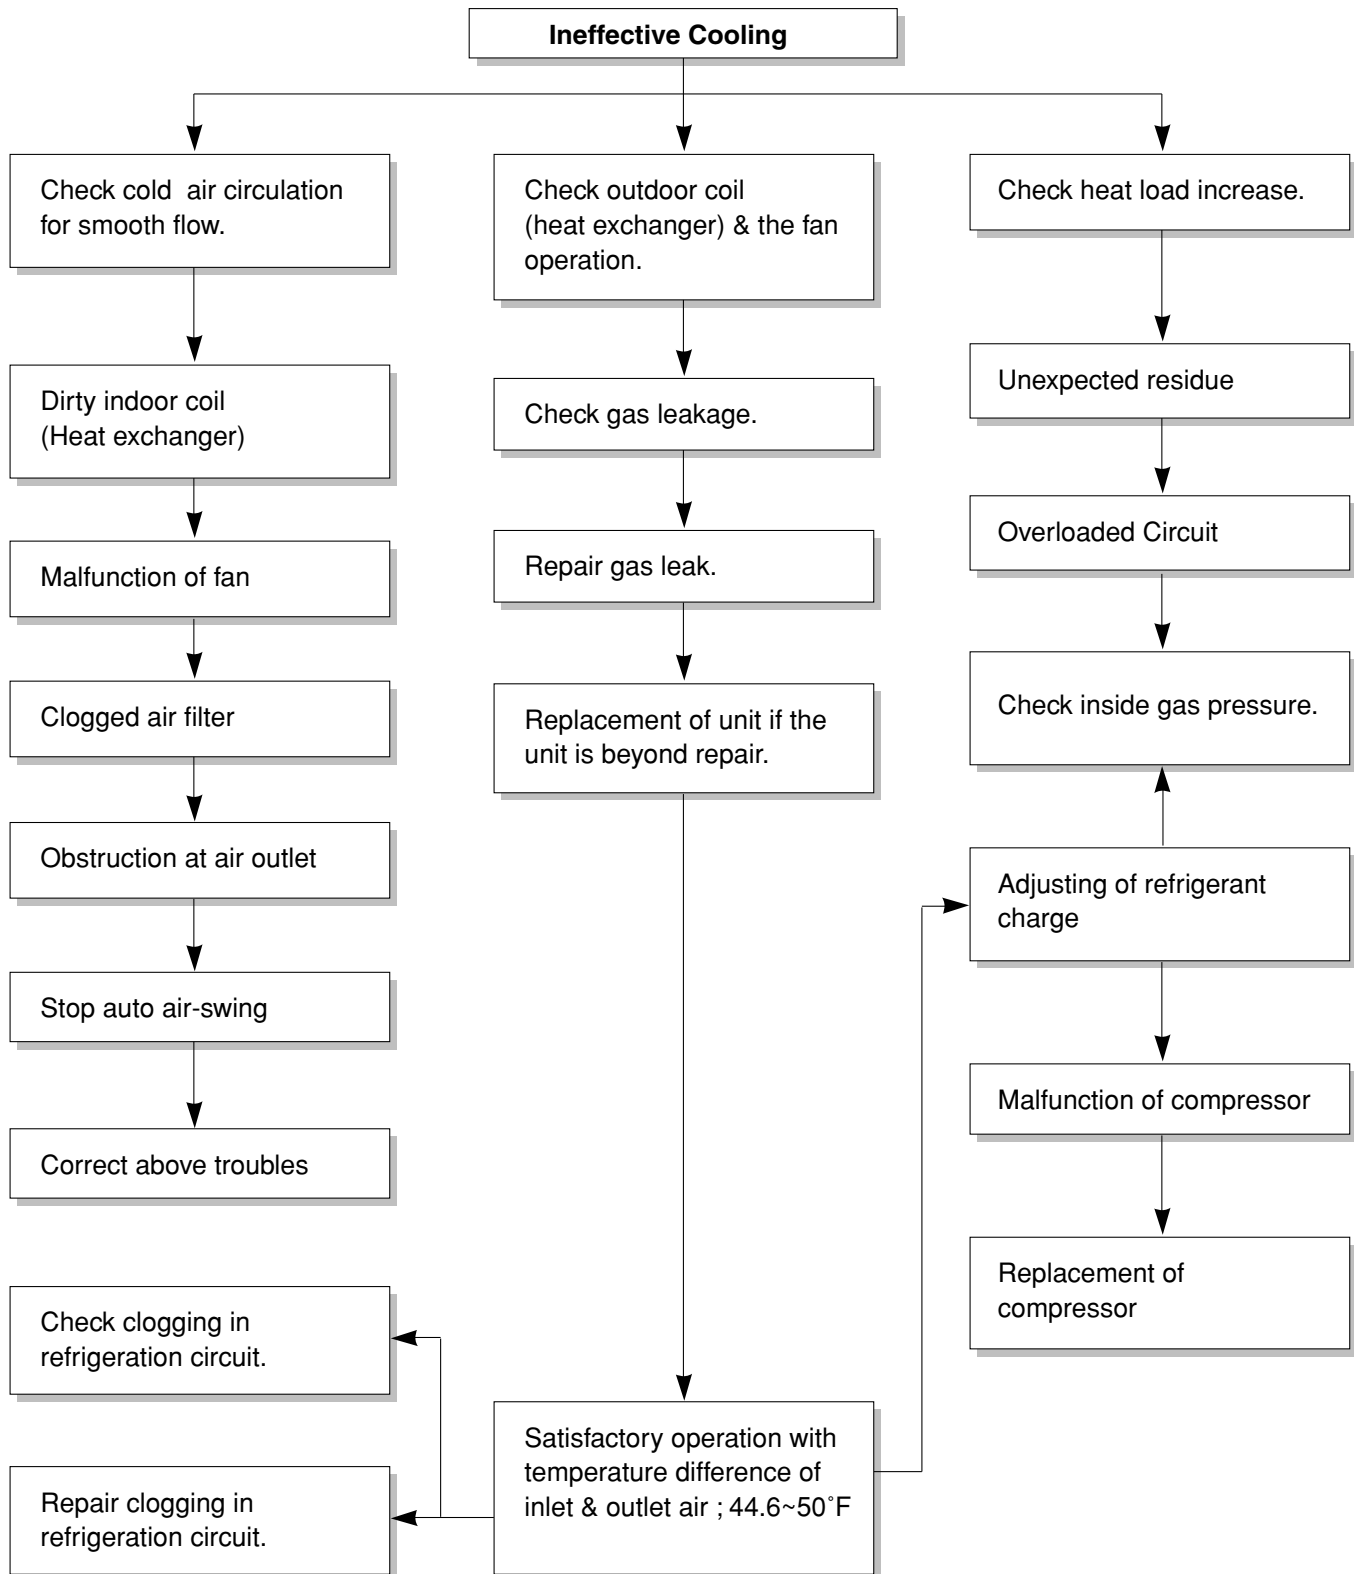 Ineffective Cooling
Check cold air circulation
for smooth flow.
Dirty indoor coil
(Heat exchanger)
Malfunction of fan
Clogged air filter
Obstruction at air outlet
Stop auto air-swing
Correct above troubles
Check clogging in
refrigeration circuit.
Repair clogging in
refrigeration circuit.
Check outdoor coil
(heat exchanger) & the fan
operation.
Check gas leakage.
Repair gas leak.
Replacement of unit if the
unit is beyond repair.
Satisfactory operation with
temperature difference of
inlet & outlet air ; 44.6~50˚F
Check heat load increase.
Unexpected residue
Overloaded Circuit
Check inside gas pressure.
Adjusting of refrigerant
charge
Malfunction of compressor
Replacement of
compressor